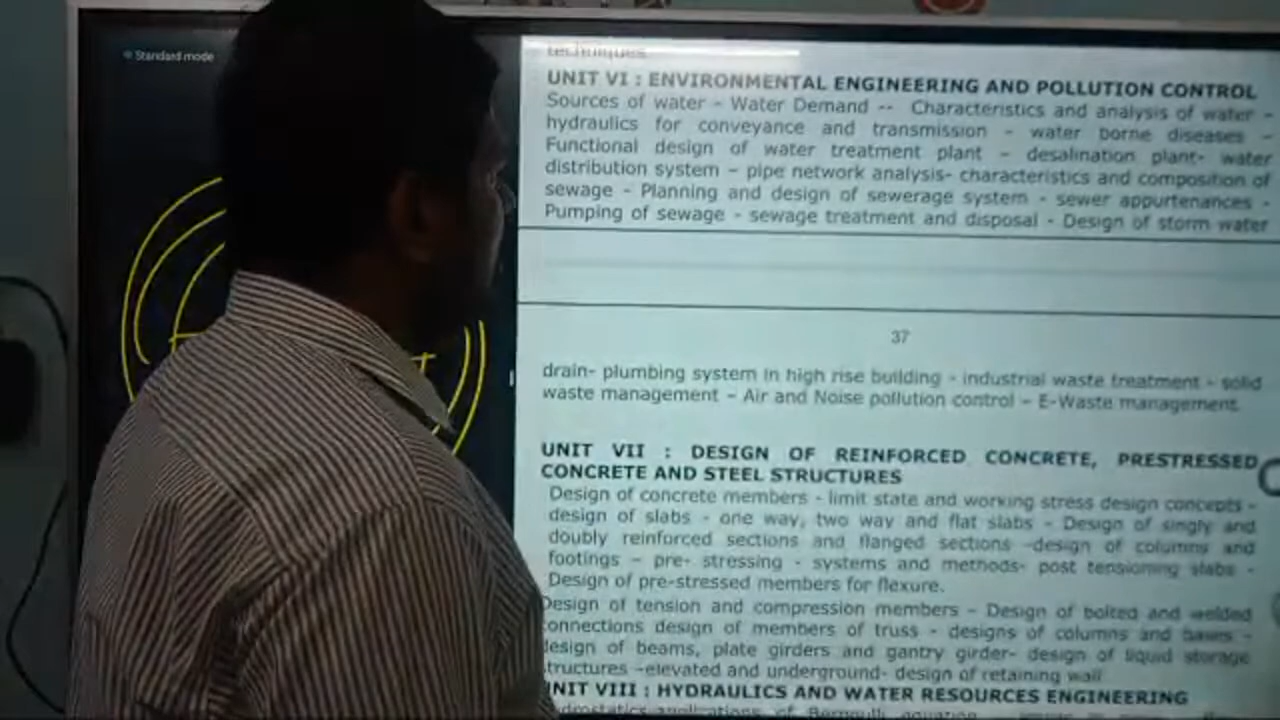 Standard mode
techniques
UNIT VI : ENVIRONMENTAL ENGINEERING AND POLLUTION CONTROL
Sources of water - Water Demand -- Characteristics and analysis of water -
hydraulics for conveyance and transmission - water borne diseases -
Functional design of water treatment plant - desalination plant- water
distribution system - pipe network analysis- characteristics and composition of
sewage - Planning and design of sewerage system - sewer appurtenances -
Pumping of sewage - sewage treatment and disposal - Design of storm water
37
drain- plumbing system in high rise building - industrial waste treatment - solid
waste management - Air and Noise pollution control - E-Waste management.
UNIT VII : DESIGN OF REINFORCED CONCRETE, PRESTRESSED
CONCRETE AND STEEL STRUCTURES
Design of concrete members - limit state and working stress design concepts -
design of slabs - one way, two way and flat slabs - Design of singly and
doubly reinforced sections and flanged sections -design of columns and
footings - pre- stressing - systems and methods- post tensioning slabs -
Design of pre-stressed members for flexure.
Design of tension and compression members - Design of bolted and welded
onnections design of members of truss - designs of columns and bases -
design of beams, plate girders and gantry girder- design of liquid storage
tructures -elevated and underground- design of retaining wall
UNIT VIII : HYDRAULICS AND WATER RESOURCES ENGINEERING
of Bernoulli equation